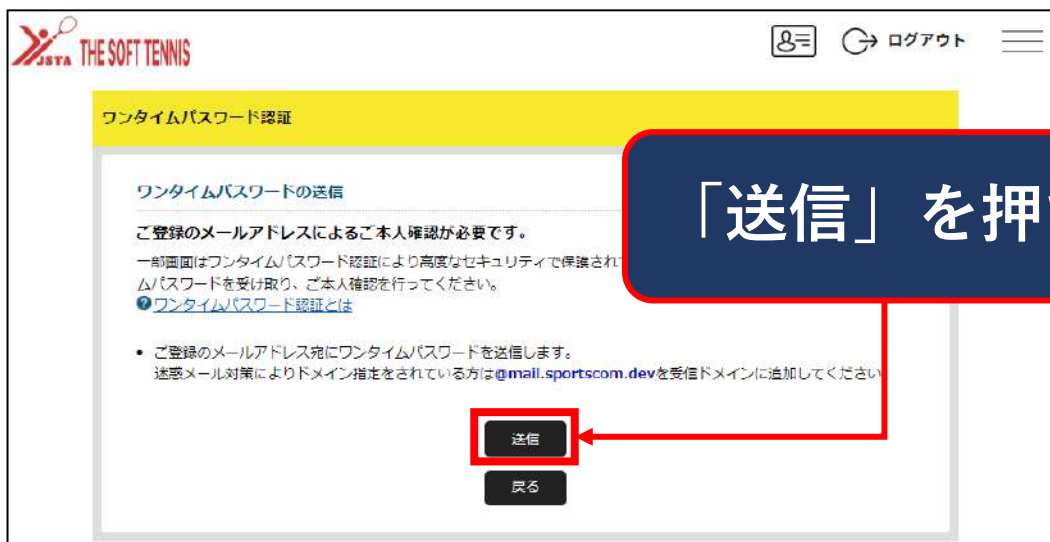 JSTA THE SOFT TENNIS
ログアウト
ワンタイムパスワード認証
ワンタイムパスワードの送信
「送信」を押
ご登録のメールアドレスによるご本人確認が必要です。
一部画面はワンタイムパスワード認証により高度なセキュリティで保護され
ムパスワードを受け取り、ご本人確認を行ってください。
?ワンタイムパスワード認証とは
• ご登録のメールアドレス宛にワンタイムパスワードを送信します。
迷惑メール対策によりドメイン指定をされている方は@mail.sportscom.devを受信ドメインに追加してください
送信
戻る